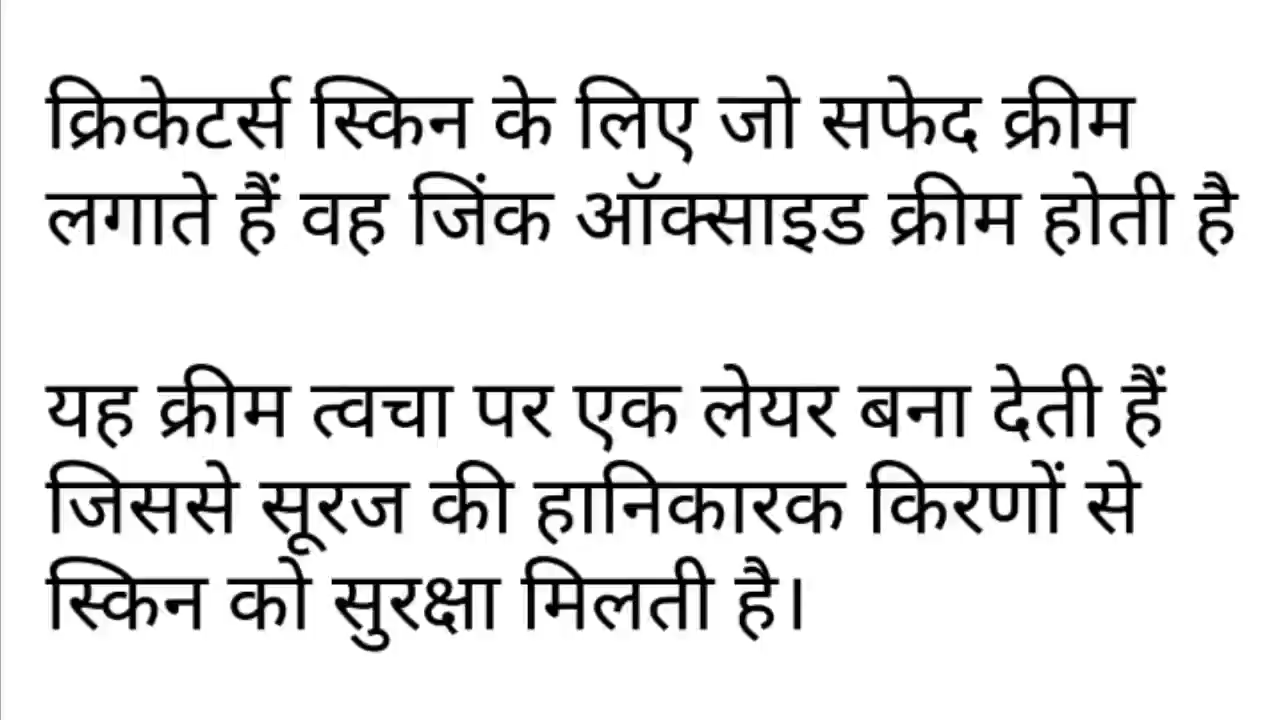 क्रिकेटर्स स्किन के लिए जो सफेद क्रीम
लगाते हैं वह जिंक ऑक्साइड क्रीम होती है
यह क्रीम त्वचा पर एक लेयर बना देती हैं
जिससे सूरज की हानिकारक किरणों से
स्किन को सुरक्षा मिलती है।